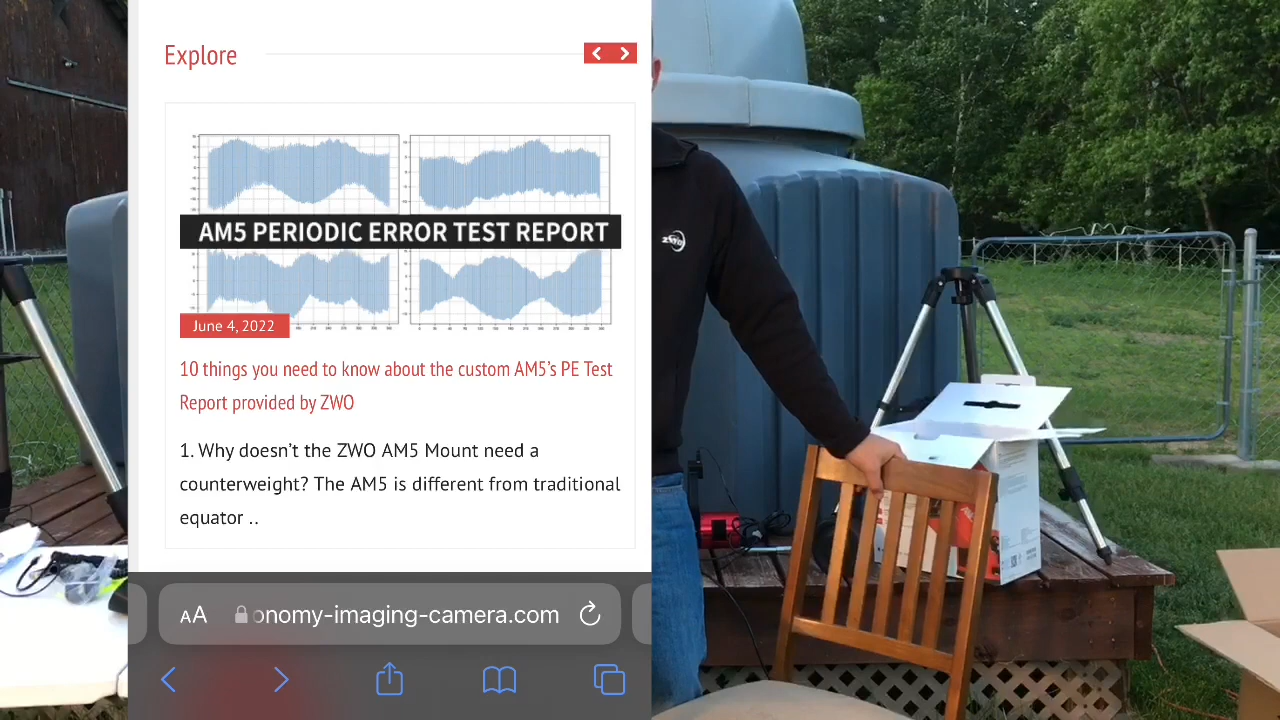 Explore
AM5 PERIODIC ERROR TEST REPORT
June 4, 2022
10 things you need to know about the custom AM5's PE Test
Report provided by ZWO
1. Why doesn't the ZWO AM5 Mount need a
counterweight? The AM5 is different from traditional
equator ..
AA
onomy-imaging-camera.com
ZWO